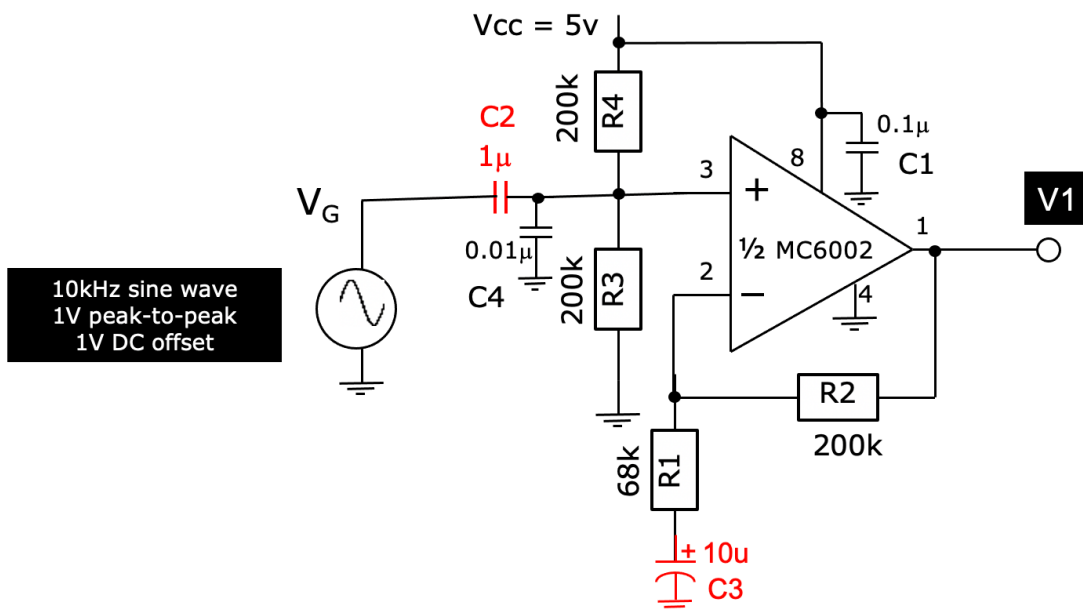 Vcc = 5v
200k
R4
C2
1µ
0.1µ
C1
8
3
+
VG
V1
1
½ MC6002
0.01µ
C4
200k
R3
2
−
4
10kHz sine wave
1V peak-to-peak
1V DC offset
R2
200k
68k
R1
+ 10u
C3